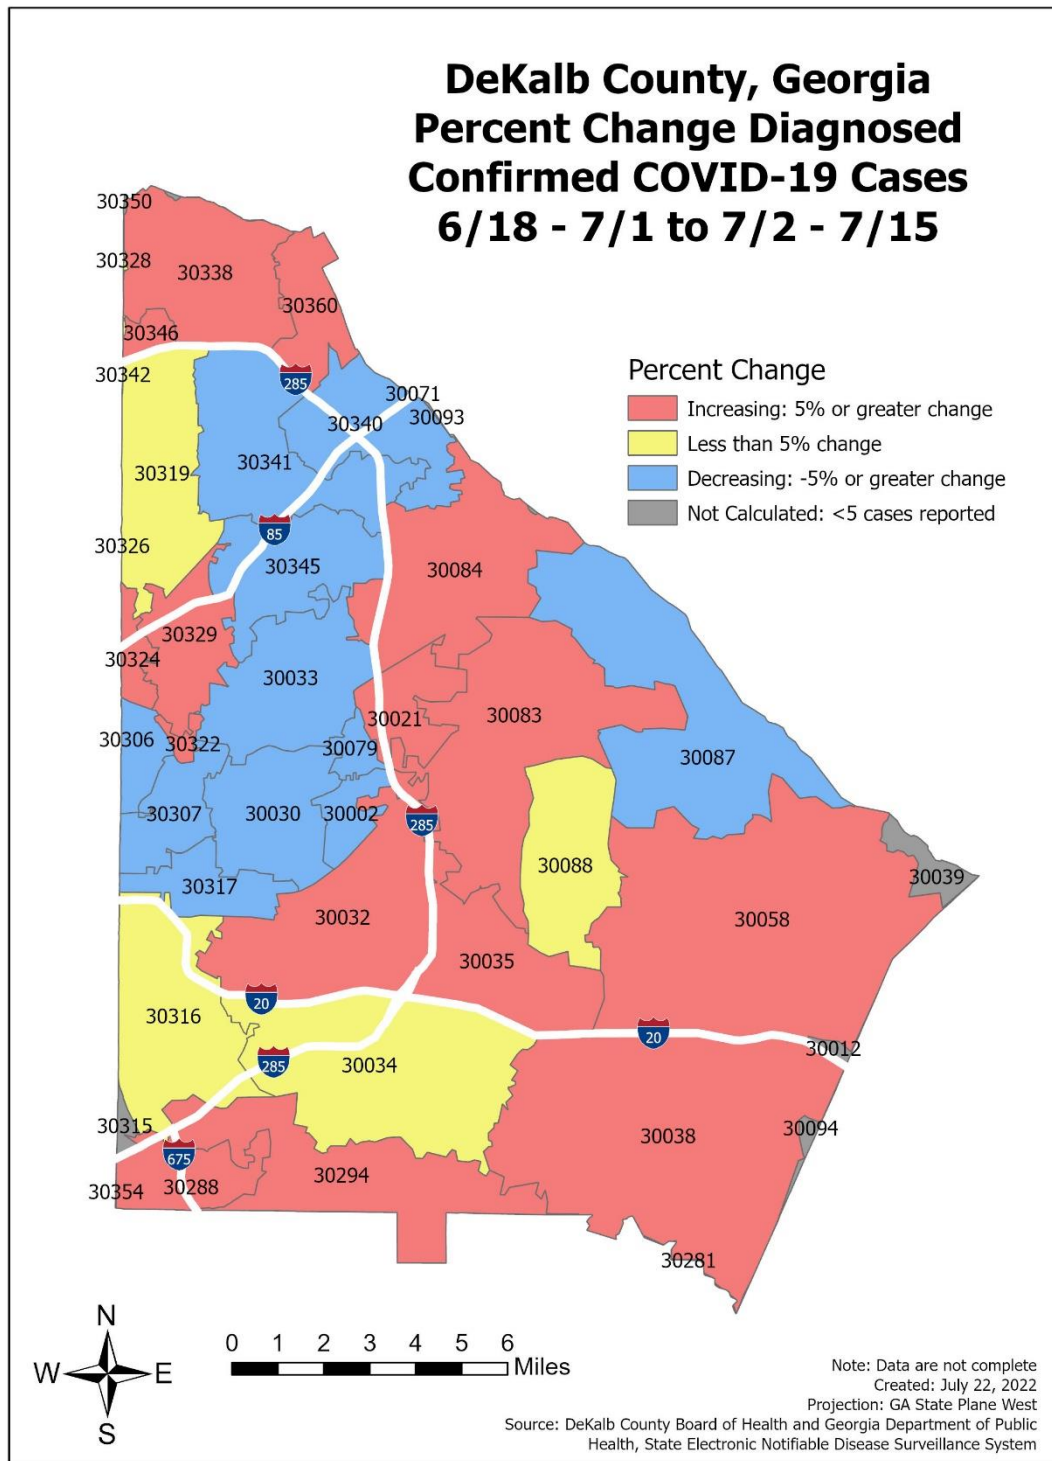 DeKalb County, Georgia
Percent Change Diagnosed
Confirmed COVID-19 Cases
6/18 - 7/1 to 7/2 - 7/15
30350
30328
30338
30360
30346
30342
285
30071
30093
30340
30319
30341
Percent Change
Increasing: 5% or greater change
Less than 5% change
Decreasing: -5% or greater change
Not Calculated: <5 cases reported
30326
85
30345
30084
30329
30324
30033
30306
30322
30021
30083
30079
30087
30307
30030
30002
285
30088
30317
30039
30032
30058
30035
20
30316
20
30012
285
30034
30315
30038
30094
675
30354
30288
30294
30281
N
W E
S
0 1 2 3 4 5 6
Miles
Note: Data are not complete
Created: July 22, 2022
Projection: GA State Plane West
Source: DeKalb County Board of Health and Georgia Department of Public
Health, State Electronic Notifiable Disease Surveillance System